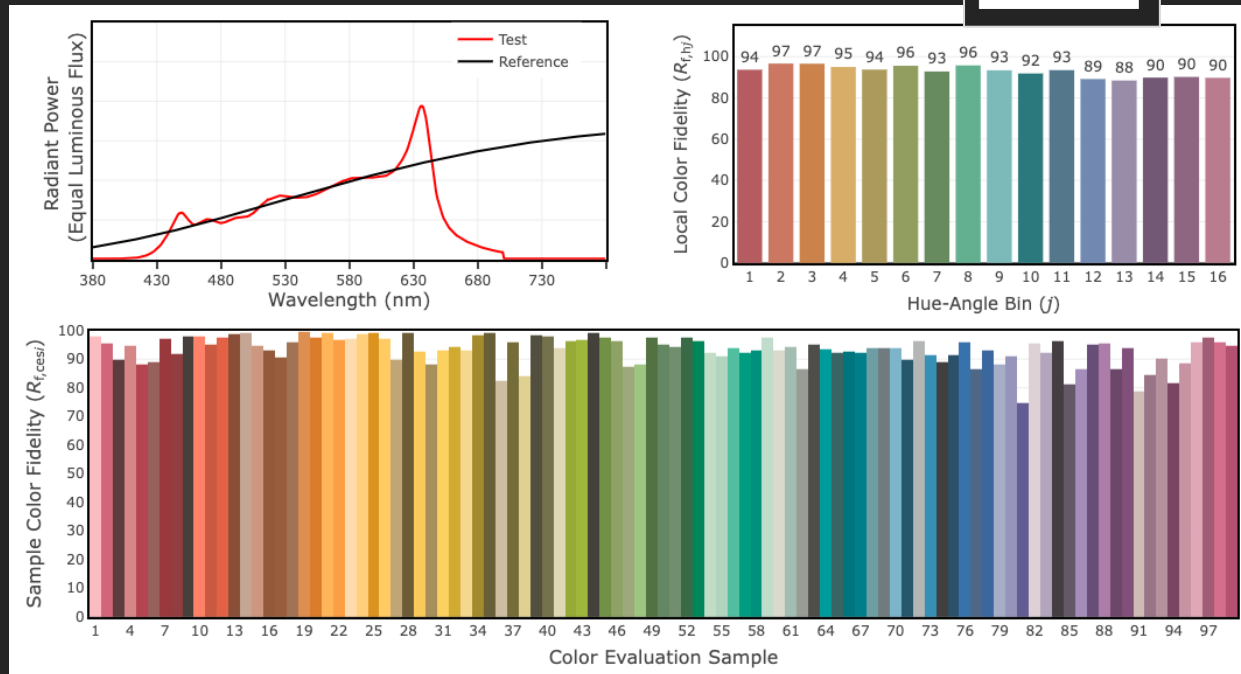 Radiant Power
(Equal Luminous Flux)
Test
Reference
380 430 480 530 580 630 680 730
Wavelength (nm)
Local Color Fidelity (Rf,hj)
100
80
60
40
20
0
94 97 97 95 94 96 93 96 93 92 93 89 88 90 90 90
1 2 3 4 5 6 7 8 9 10 11 12 13 14 15 16
Hue-Angle Bin (j)
Sample Color Fidelity (Rf,cesi)
100
90
80
70
60
50
40
30
20
10
0
1 4 7 10 13 16 19 22 25 28 31 34 37 40 43 46 49 52 55 58 61 64 67 70 73 76 79 82 85 88 91 94 97
Color Evaluation Sample